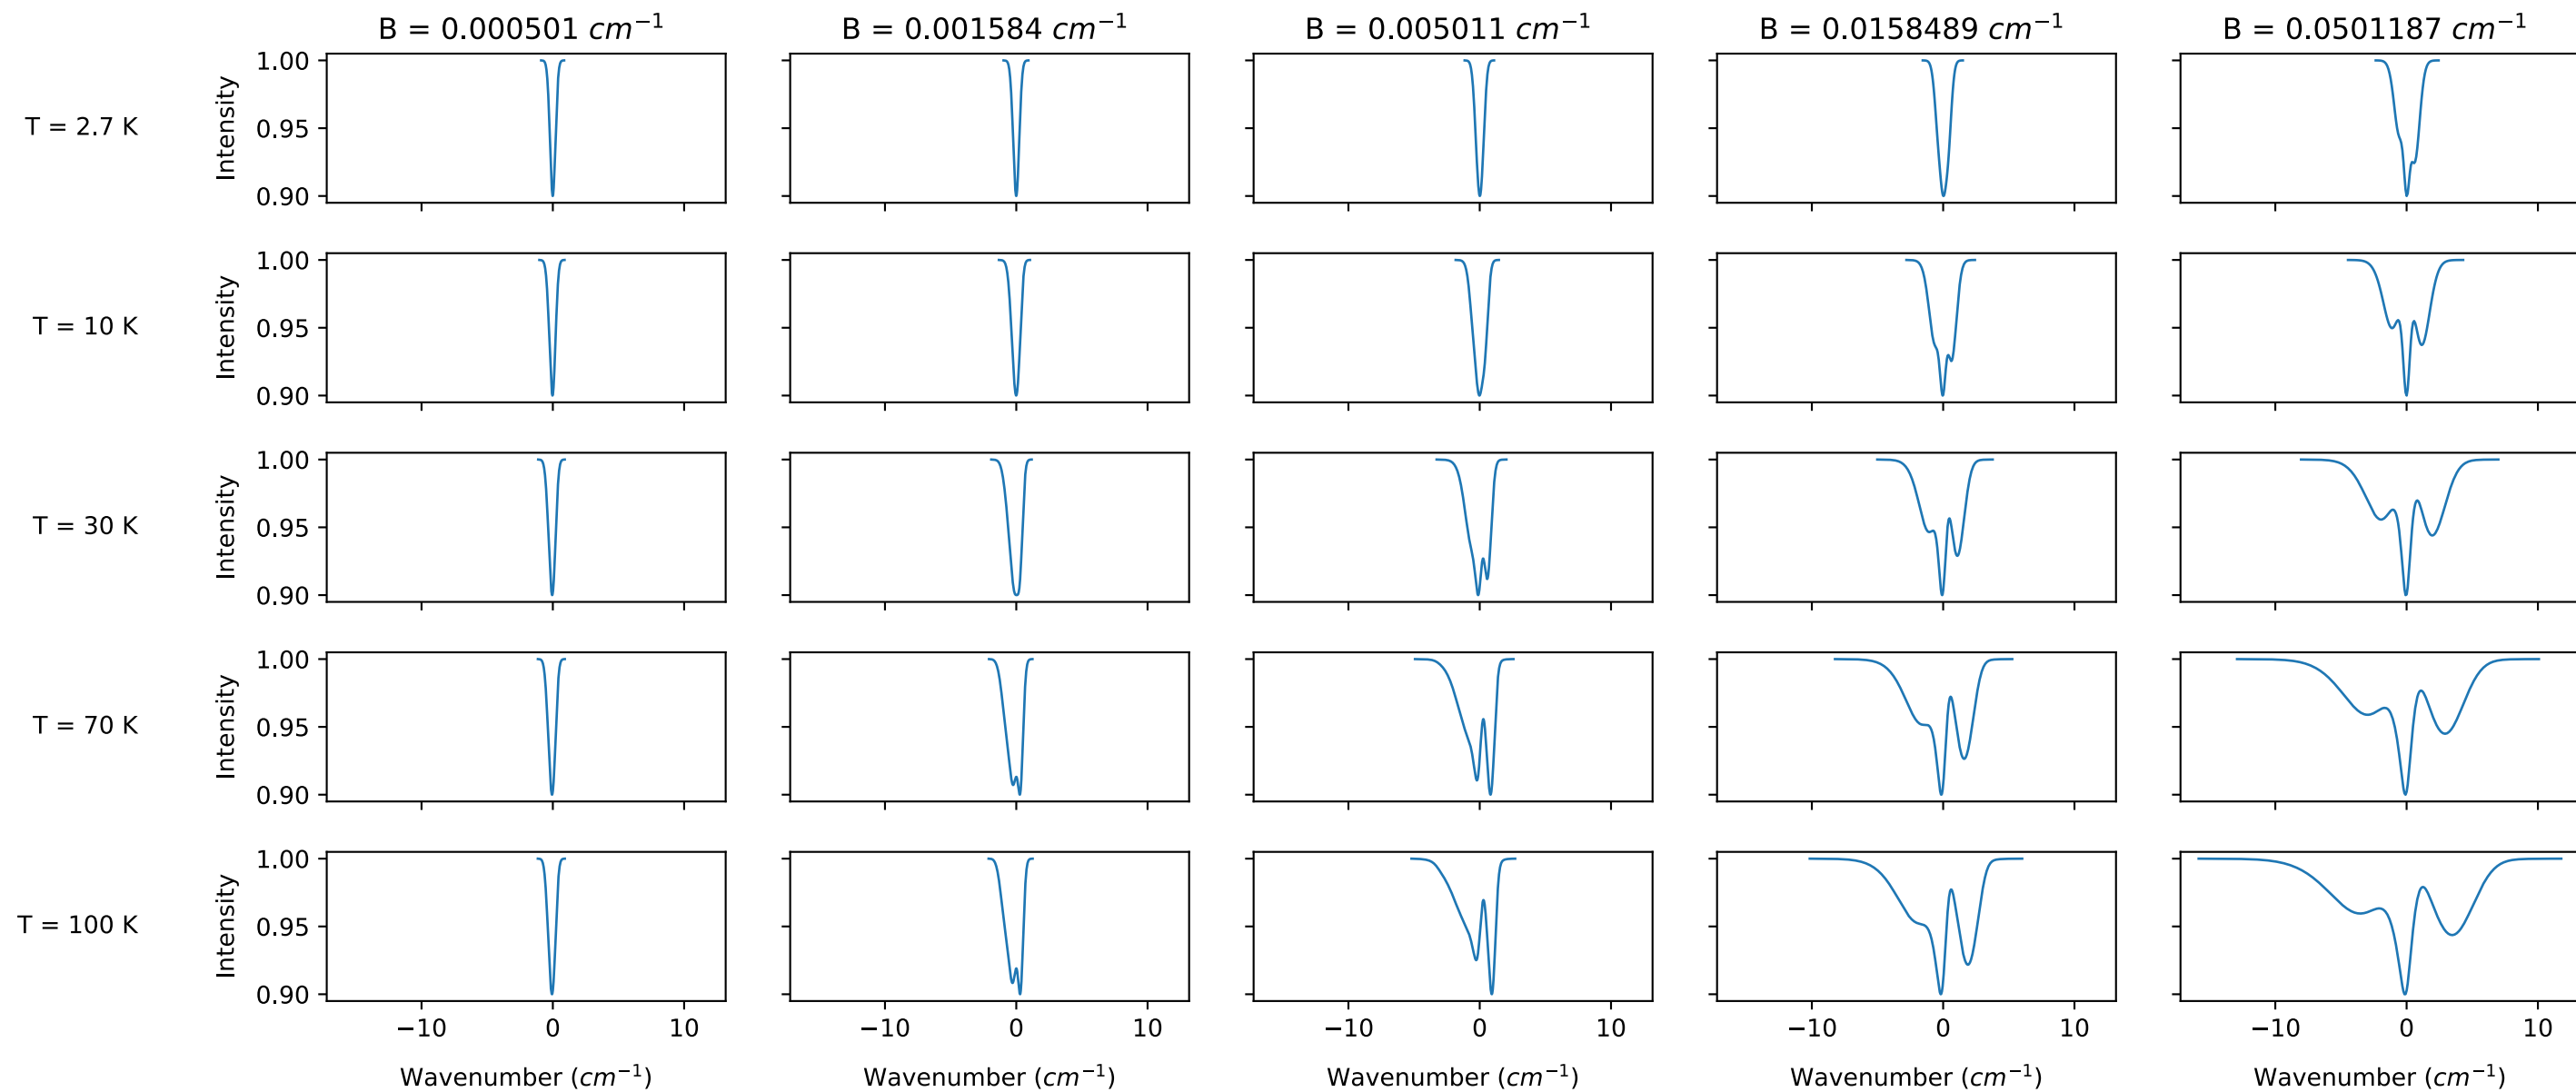 B = 0.000501 cm⁻¹
B = 0.001584 cm⁻¹
B = 0.005011 cm⁻¹
B = 0.0158489 cm⁻¹
B = 0.0501187 cm⁻¹
T = 2.7 K
Intensity
1.00
0.95
0.90
T = 10 K
Intensity
1.00
0.95
0.90
T = 30 K
Intensity
1.00
0.95
0.90
T = 70 K
Intensity
1.00
0.95
0.90
T = 100 K
Intensity
1.00
0.95
0.90
−10 0 10
−10 0 10
−10 0 10
−10 0 10
−10 0 10
Wavenumber (cm⁻¹)
Wavenumber (cm⁻¹)
Wavenumber (cm⁻¹)
Wavenumber (cm⁻¹)
Wavenumber (cm⁻¹)